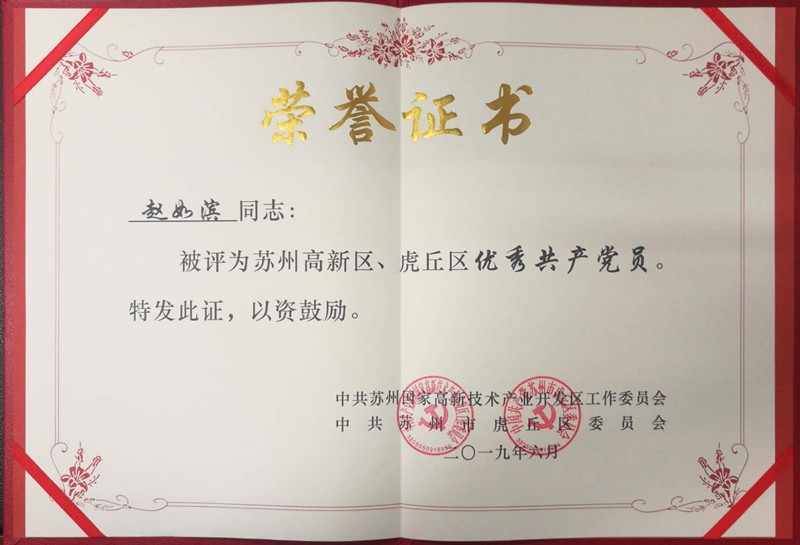 荣誉证书
赵如滨 同志：
被评为苏州高新区、虎丘区优秀共产党员。
特发此证，以资鼓励。
中共苏州国家高新技术产业开发区工作委员会
中共苏州市虎丘区委员会
二〇一九年六月